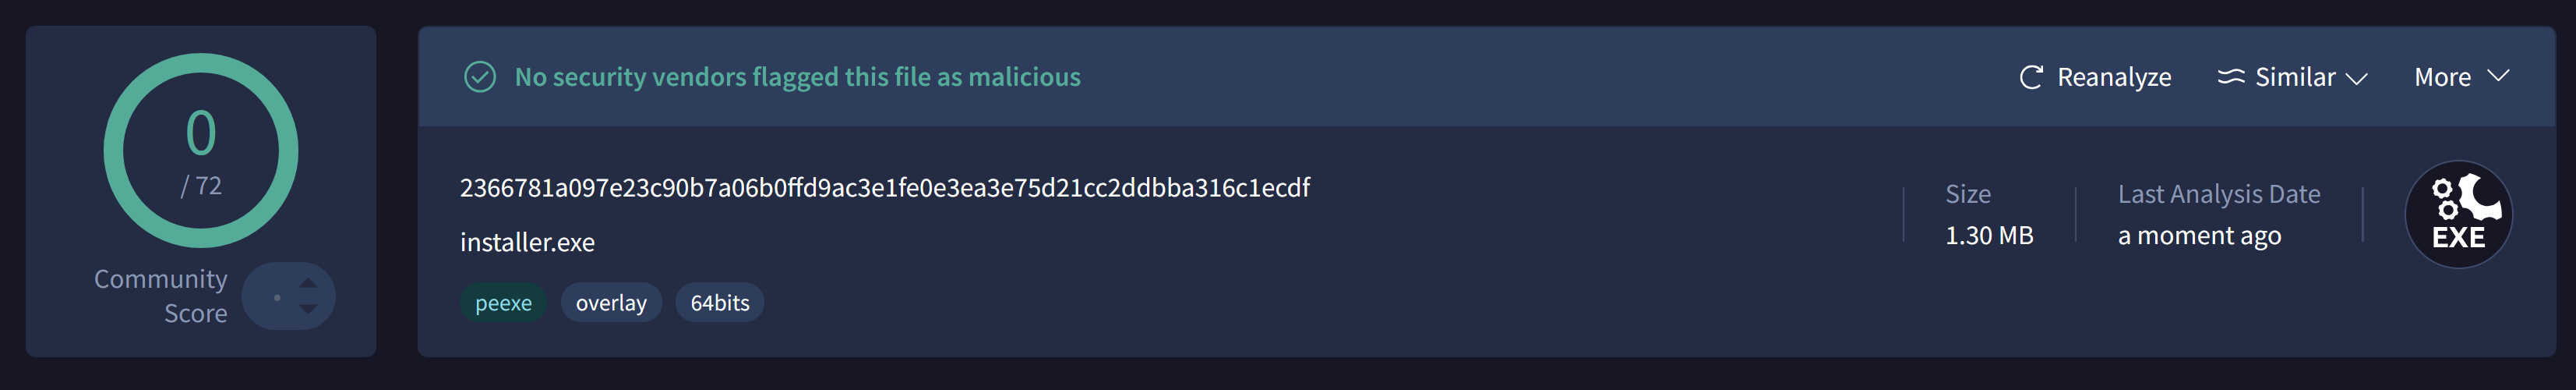 0
/ 72
Community
Score
No security vendors flagged this file as malicious
Reanalyze
Similar
More
2366781a097e23c90b7a06b0ffd9ac3e1fe0e3ea3e75d21cc2ddbba316c1ecdf
installer.exe
peexe
overlay
64bits
Size
1.30 MB
Last Analysis Date
a moment ago
EXE